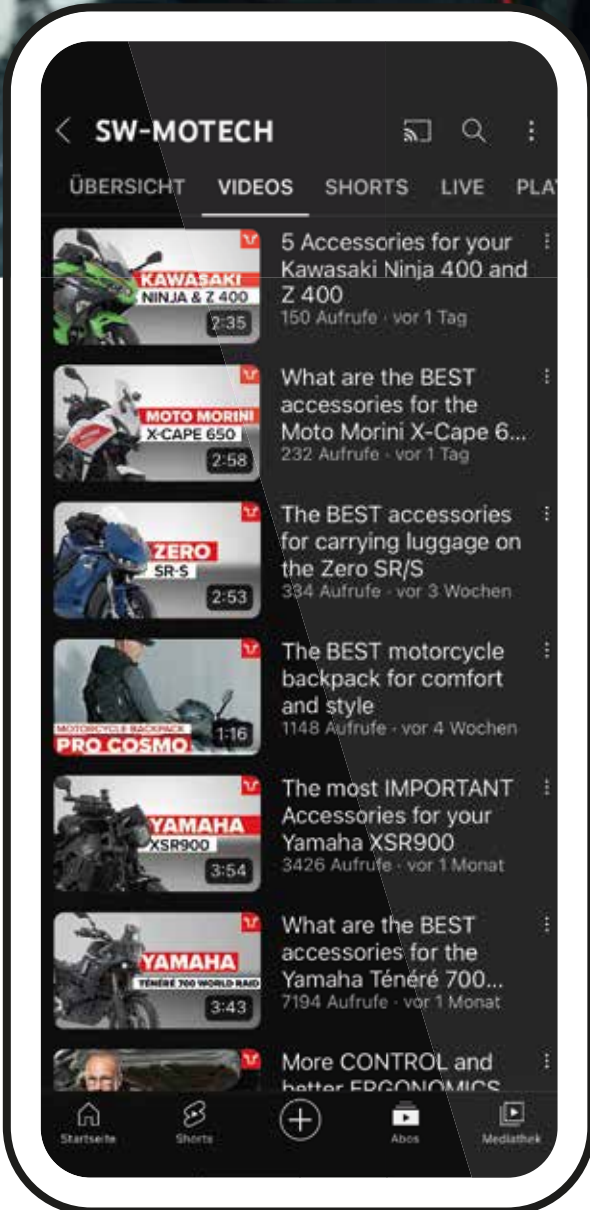 SW-MOTECH
ÜBERSICHT VIDEOS SHORTS LIVE PLA
KAWASAKI
NINJA & Z 400
2:35
5 Accessories for your
Kawasaki Ninja 400 and
Z 400
150 Aufrufe · vor 1 Tag
MOTO MORINI
X-CAPE 650
2:58
What are the BEST
accessories for the
Moto Morini X-Cape 6...
232 Aufrufe · vor 1 Tag
ZERO
SR-S
2:53
The BEST accessories
for carrying luggage on
the Zero SR/S
334 Aufrufe · vor 3 Wochen
MOTORCYCLE BACKPACK
PRO COSMO
1:16
The BEST motorcycle
backpack for comfort
and style
1148 Aufrufe · vor 4 Wochen
YAMAHA
XSR900
3:54
The most IMPORTANT
Accessories for your
Yamaha XSR900
3426 Aufrufe · vor 1 Monat
YAMAHA
TÉNÉRÉ 700 WORLD RAID
3:43
What are the BEST
accessories for the
Yamaha Ténéré 700...
7194 Aufrufe · vor 1 Monat
More CONTROL and
better ERGONOMICS
Startseite Shorts Abos Mediathek